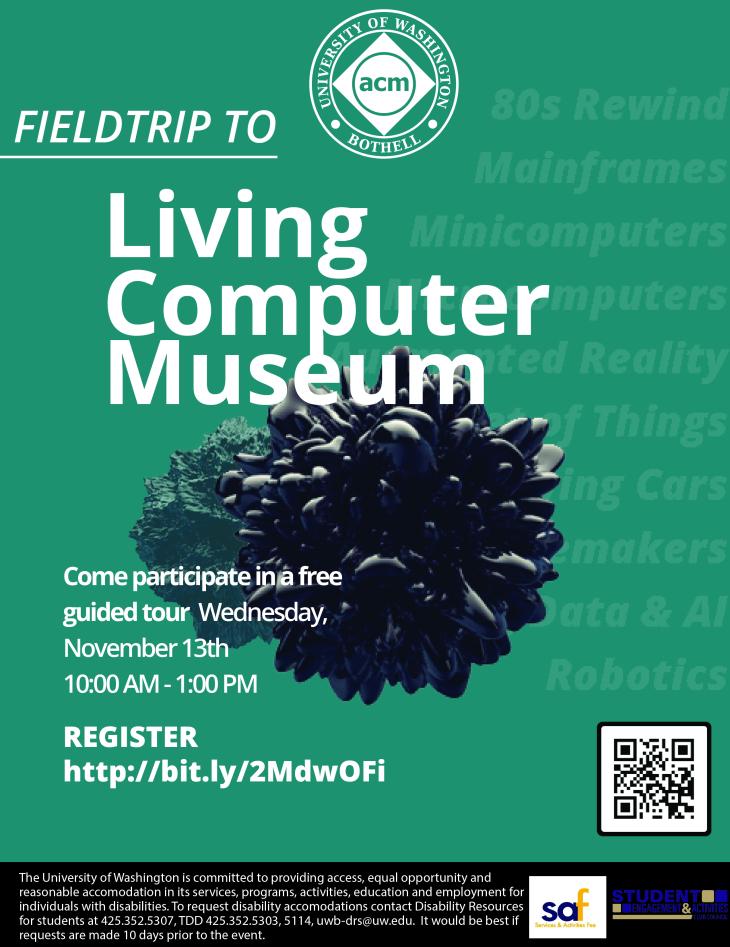 UNIVERSITY OF WASHINGTON
acm
BOTHELL
FIELDTRIP TO
Living
Computer
Museum
80s Rewind
Mainframes
Minicomputers
Reality
of Things
Cars
Data & AI
Robotics
Come participate in a free
guided tour Wednesday,
November 13th
10:00 AM - 1:00 PM
REGISTER
http://bit.ly/2MdwOFi
The University of Washington is committed to providing access, equal opportunity and
reasonable accomodation in its services, programs, activities, education and employment for
individuals with disabilities. To request disability accomodations contact Disability Resources
for students at 425.352.5307, TDD 425.352.5303, 5114, uwb-drs@uw.edu. It would be best if
requests are made 10 days prior to the event.
saf
Services & Activities Fee
STUDENT
ENGAGEMENT & ACTIVITIES